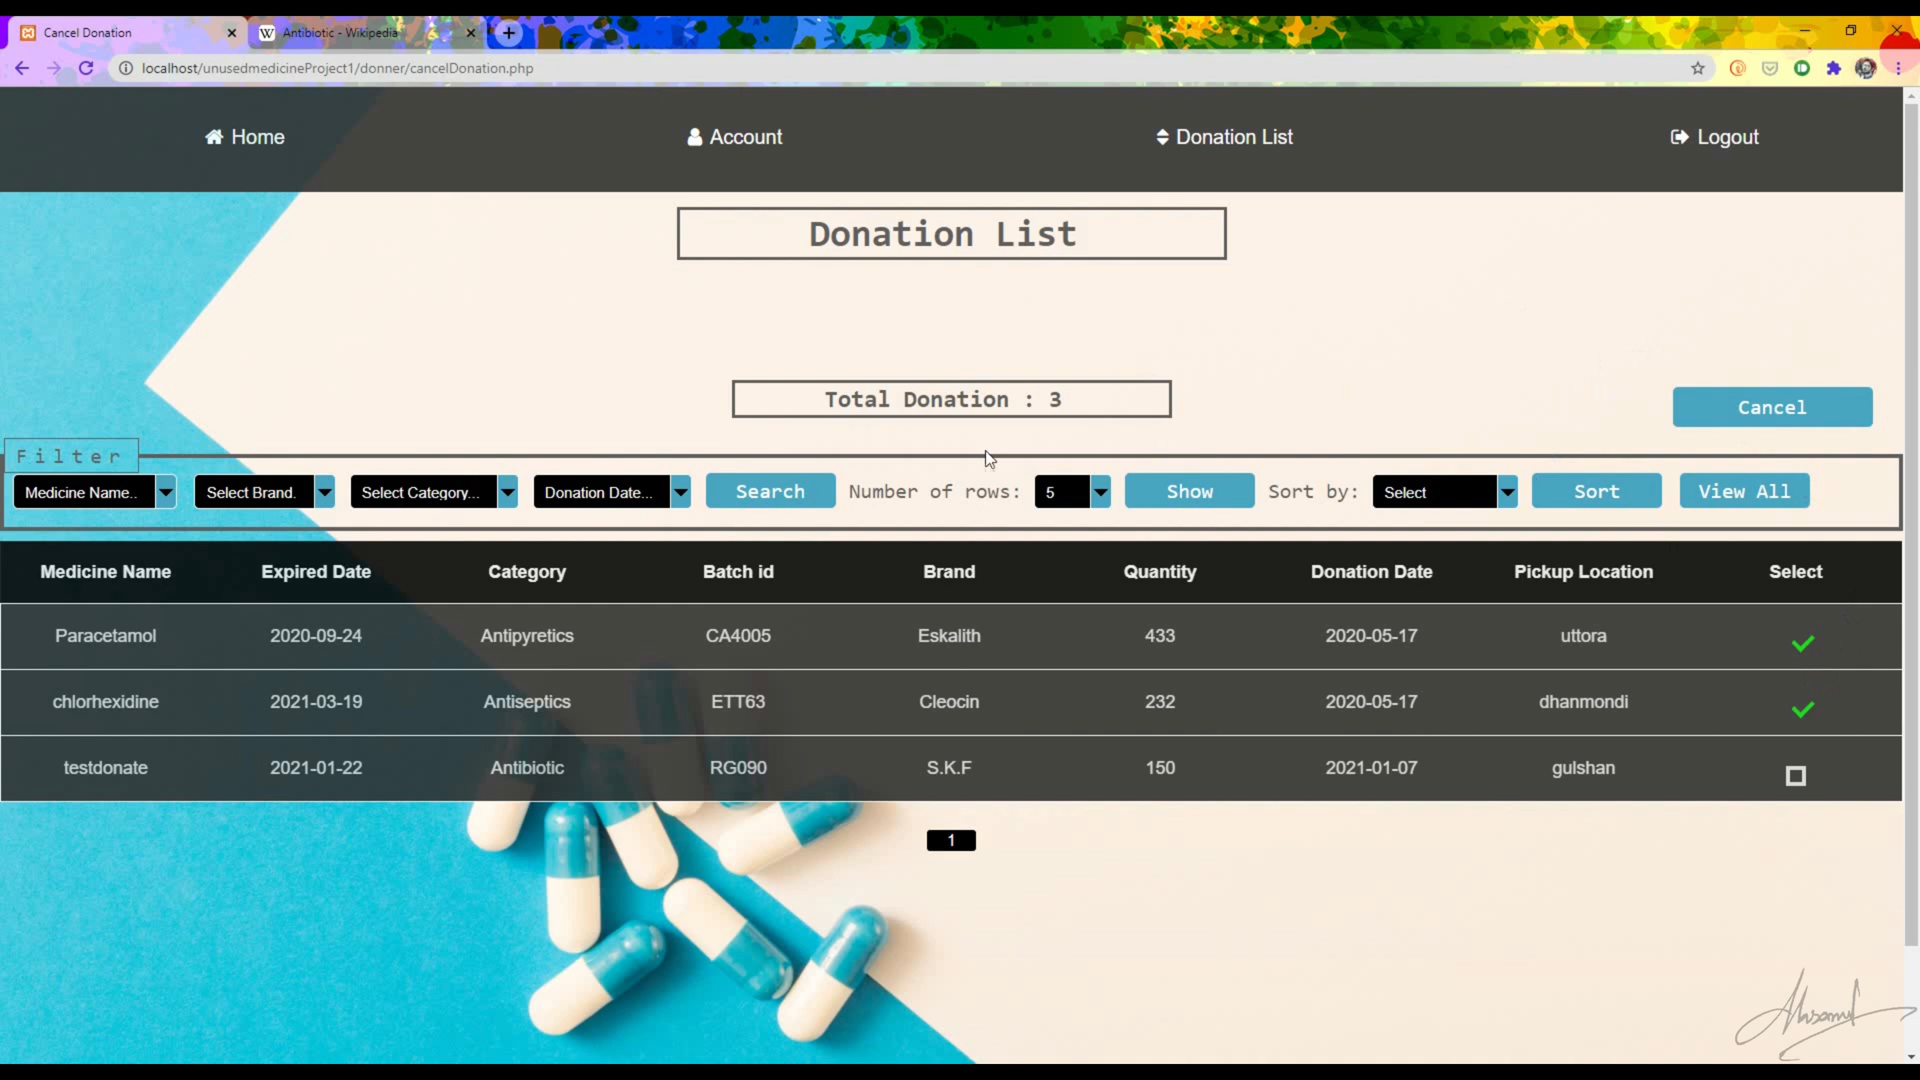 Cancel Donation
Antibiotic - Wikipedia
localhost/unusedmedicineProject1/donner/cancelDonation.php
Home Account Donation List Logout
Donation List
Total Donation : 3
Cancel
Filter
Medicine Name.. Select Brand. Select Category... Donation Date... Search Number of rows: 5 Show Sort by: Select Sort View All
Medicine Name Expired Date Category Batch id Brand Quantity Donation Date Pickup Location Select
Paracetamol 2020-09-24 Antipyretics CA4005 Eskalith 433 2020-05-17 uttora
chlorhexidine 2021-03-19 Antiseptics ETT63 Cleocin 232 2020-05-17 dhanmondi
testdonate 2021-01-22 Antibiotic RG090 S.K.F 150 2021-01-07 gulshan
1